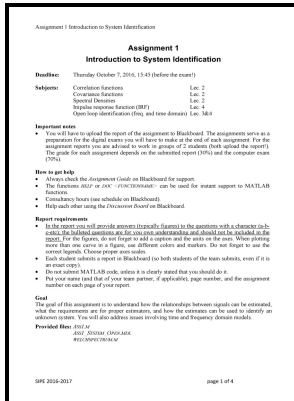 Assignment 1 Introduction to System Identification
Assignment 1
Introduction to System Identification
Deadline: Thursday October 7, 2016, 15:45 (before the exam!)
Subjects: Correlation functions Lec. 2
Covariance functions Lec. 2
Spectral Densities Lec. 2
Impulse response function (IRF) Lec. 4
Open loop identification (freq. and time domain) Lec. 3&4
Important notes
• You will have to upload the report of the assignment to Blackboard. The assignments serve as
preparation for the digital exams you will have to make at the end of each assignment. For the
assignment reports you are advised to work in groups of 2 students (both upload the report!).
The grade for each assignment depends on the submitted report (30%) and the computer exam
(70%).
How to get help
• Always check the Assignment Guide on Blackboard for support.
• The functions HELP or DOC <FUNCTIONNAME> can be used for instant support to MATLAB
functions.
• Consultancy hours (see schedule on Blackboard).
• Help each other using the Discussion Board on Blackboard.
Report requirements
• In the report you will provide answers (typically figures) to the questions with a character (a-b-
c-etc); the bulleted questions are for you own understanding and should not be included in the
report. For the figures, do not forget to add a caption and the units on the axes. When plotting
more than one curve in a figure, use different colors and markers. Do not forget to use the
correct legends. Choose proper axes scales.
• Each student submits a report in Blackboard (so both students of the team submits, even if it is
an exact copy).
• Do not submit MATLAB code, unless it is clearly stated that you should do it.
• Put your name (and that of your team partner, if applicable), page number, and the assignment
number on each page of your report.
Goal
The goal of this assignment is to understand how the relationships between signals can be estimated,
what the requirements are for proper estimators, and how the estimates can be used to identify an
unknown system. You will also address issues involving time and frequency domain models.
Provided files: ASS1.M
ASS1_SYSTEM_OPEN.MDL
WELCHSPECTRUM.M
SIPE 2016-2017 page 1 of 4